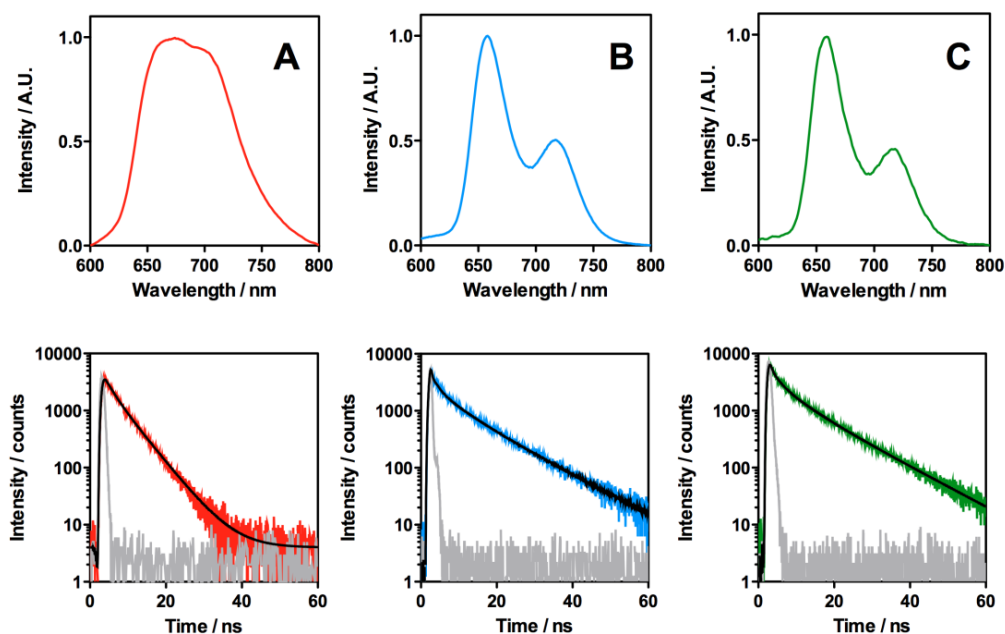 A
B
C
Intensity / A.U.
1.0
0.5
0.0
600 650 700 750 800
Wavelength / nm
Intensity / A.U.
1.0
0.5
0.0
600 650 700 750 800
Wavelength / nm
Intensity / A.U.
1.0
0.5
0.0
600 650 700 750 800
Wavelength / nm
Intensity / counts
10000
1000
100
10
1
0 20 40 60
Time / ns
Intensity / counts
10000
1000
100
10
1
0 20 40 60
Time / ns
Intensity / counts
10000
1000
100
10
1
0 20 40 60
Time / ns